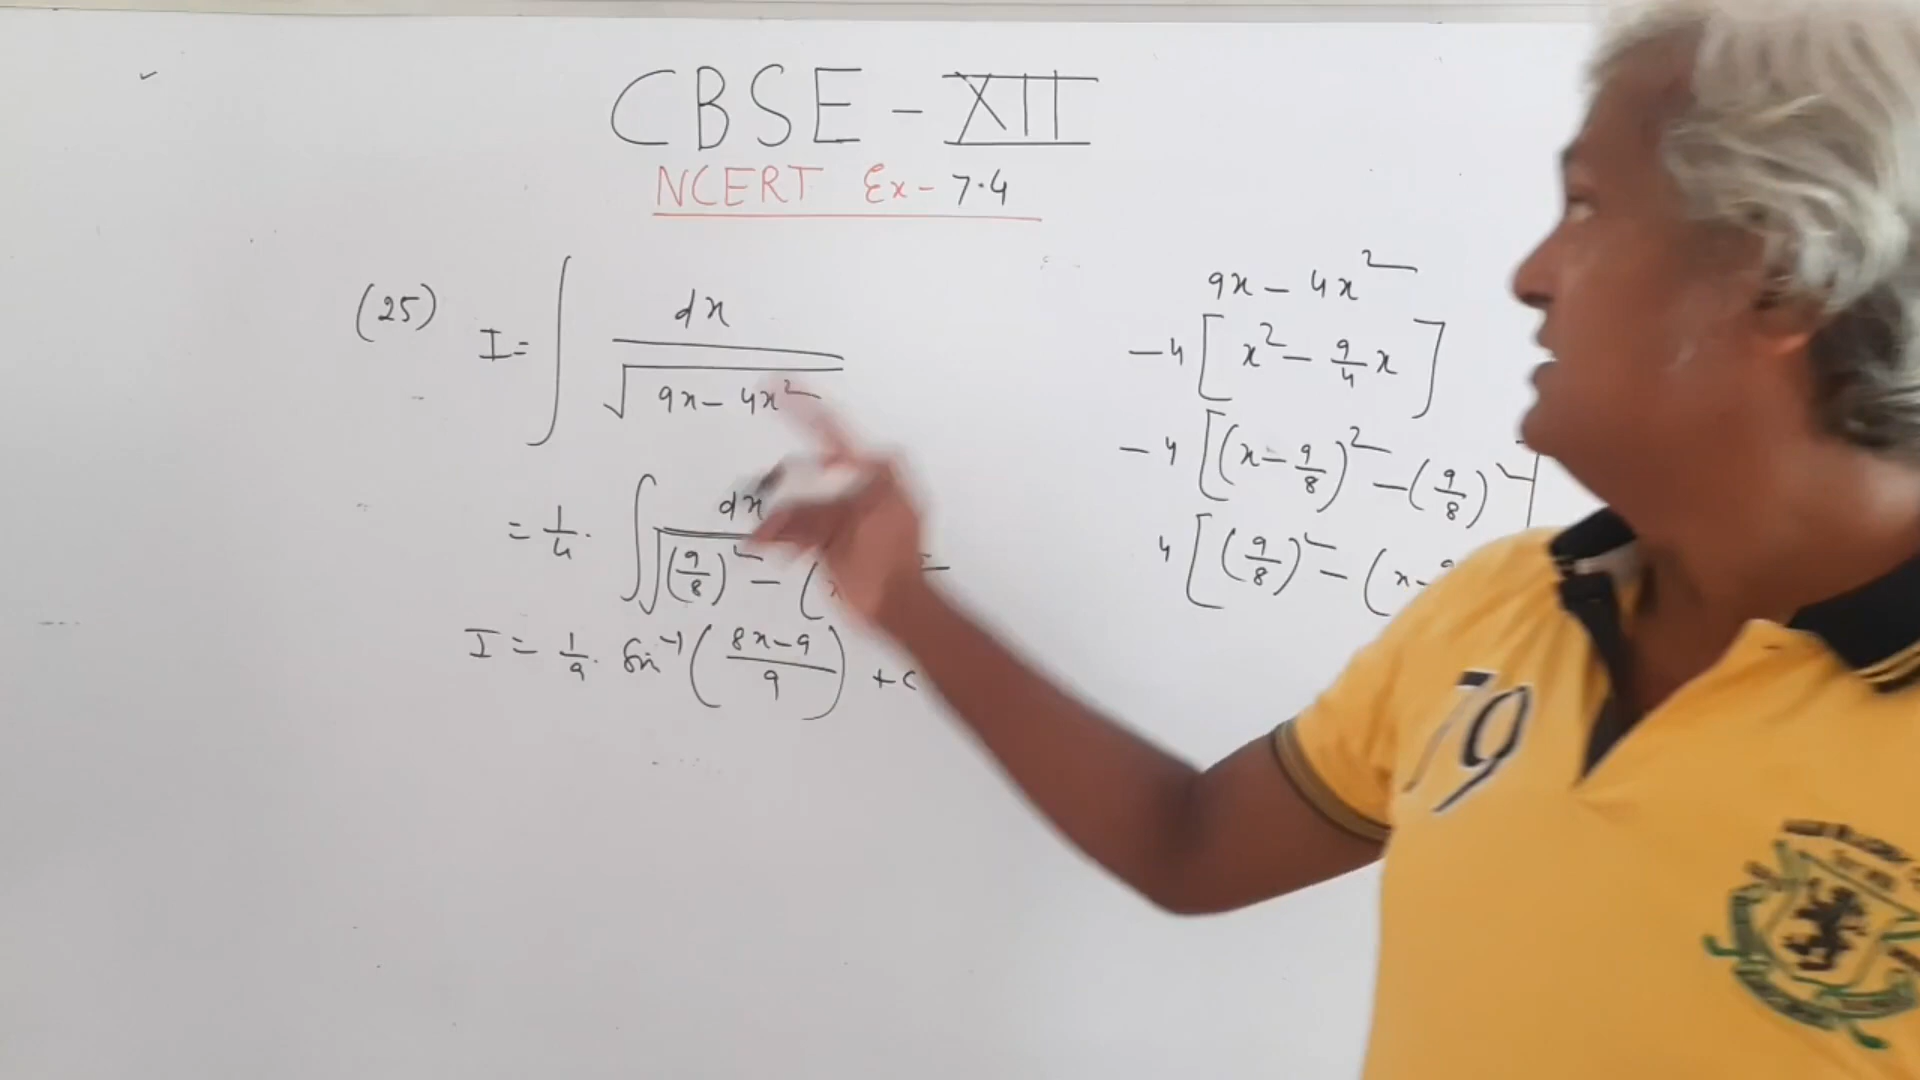 CBSE - XII
NCERT Ex - 7.4
(25) I = ∫ dx / √(9x - 4x²)
= 1/4 . ∫ dx / √((9/8)² - (x
I = 1/9 . Sin⁻¹ ((8x-9)/9) + c
9x - 4x²
-4 [x² - 9/4 x]
-4 [(x - 9/8)² - (9/8)²]
4 [(9/8)² - (x -
79